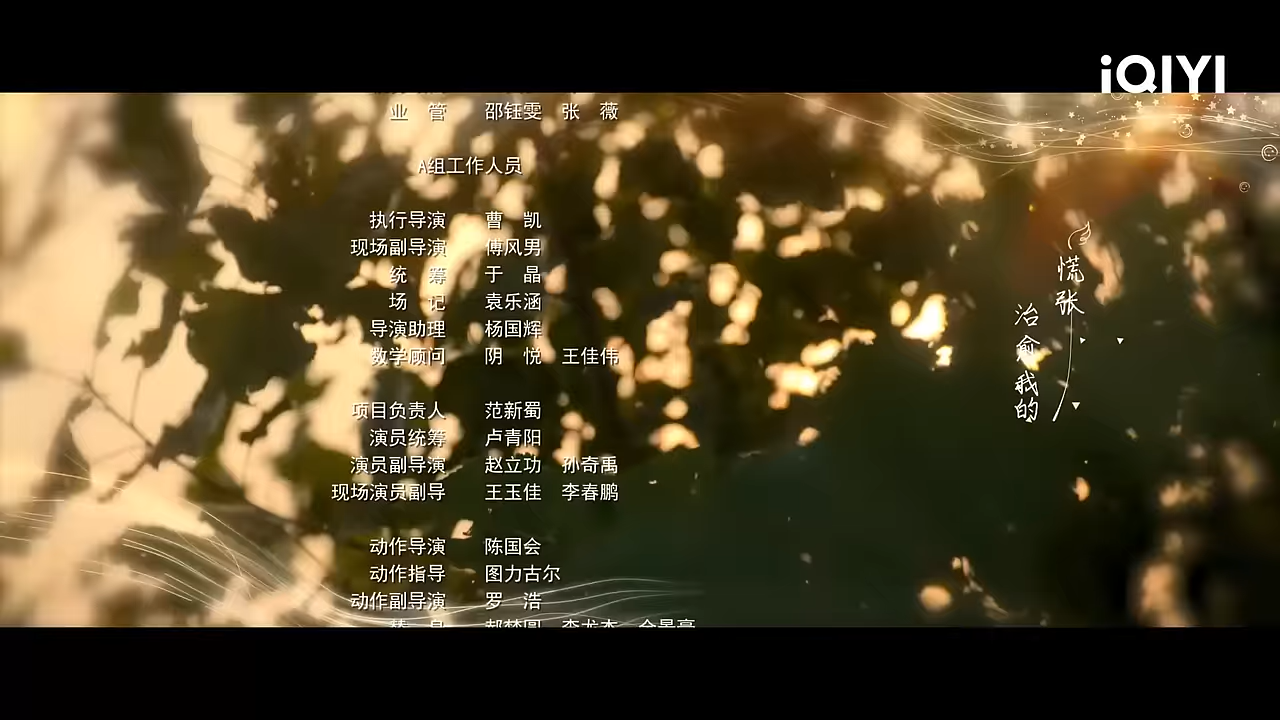 iQIYI
业 管 邵钰雯 张 薇
A组工作人员
执行导演 曹 凯
现场副导演 傅风男
统 筹 于 晶
场 记 袁乐涵
导演助理 杨国辉
数学顾问 阴 悦 王佳伟
项目负责人 范新蜀
演员统筹 卢青阳
演员副导演 赵立功 孙奇禹
现场演员副导 王玉佳 李春鹏
动作导演 陈国会
动作指导 图力古尔
动作副导演 罗 浩
慌张
治俞我的